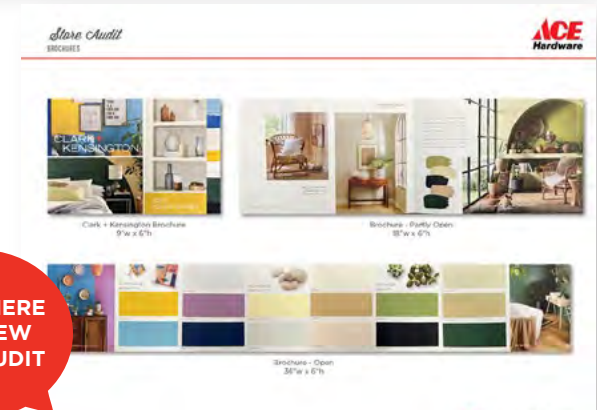 Store Audit
BROCHURES
ACE
Hardware
CLARK+
KENSINGTON
Clark + Kensington Brochure
9"w x 6"h
Brochure - Partly Open
18"w x 6"h
HERE
EW
UDIT
Brochure - Open
36"w x 6"h